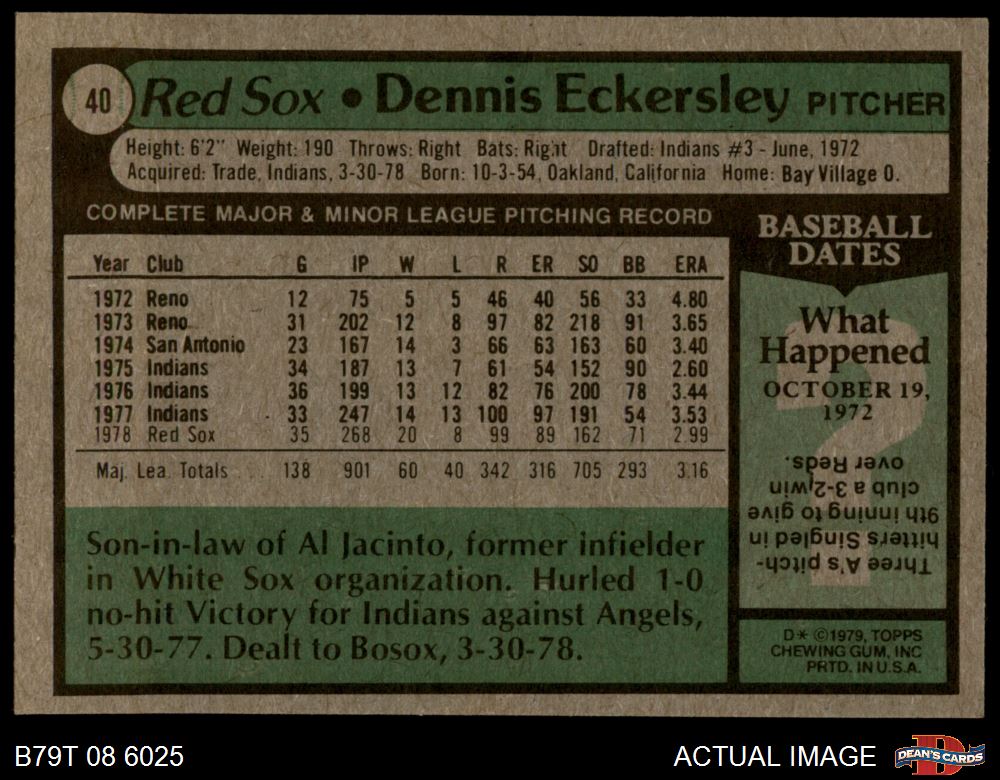 40 Red Sox • Dennis Eckersley PITCHER
Height: 6'2" Weight: 190 Throws: Right Bats: Right Drafted: Indians #3 - June, 1972
Acquired: Trade, Indians, 3-30-78 Born: 10-3-54, Oakland, California Home: Bay Village O.
COMPLETE MAJOR & MINOR LEAGUE PITCHING RECORD
Year Club G IP W L R ER SO BB ERA
1972 Reno 12 75 5 5 46 40 56 33 4.80
1973 Reno 31 202 12 8 97 82 218 91 3.65
1974 San Antonio 23 167 14 3 66 63 163 60 3.40
1975 Indians 34 187 13 7 61 54 152 90 2.60
1976 Indians 36 199 13 12 82 76 200 78 3.44
1977 Indians 33 247 14 13 100 97 191 54 3.53
1978 Red Sox 35 268 20 8 99 89 162 71 2.99
Maj. Lea. Totals 138 901 60 40 342 316 705 293 3.16
Son-in-law of Al Jacinto, former infielder
in White Sox organization. Hurled 1-0
no-hit Victory for Indians against Angels,
5-30-77. Dealt to Bosox, 3-30-78.
BASEBALL
DATES
What
Happened
OCTOBER 19,
1972
?
Three A's pitch-
hitters Singled in
9th inning to give
club a 3-2 win
over Reds.
D* ©1979, TOPPS
CHEWING GUM, INC
PRTD. IN U.S.A.
B79T 08 6025
ACTUAL IMAGE
D
DEAN'S CARDS